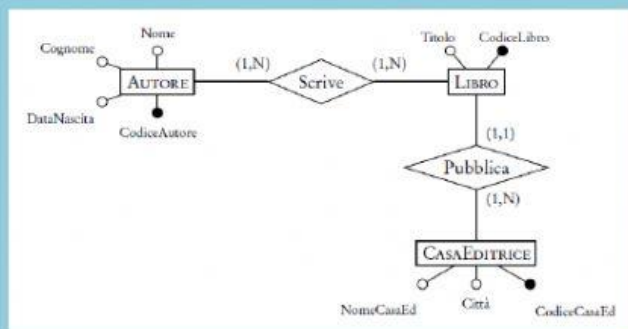 Nome
Cognome
AUTORE
DataNascita
CodiceAutore
(1,N)
Scrive
(1,N)
Titolo
CodiceLibro
LIBRO
(1,1)
Pubblica
(1,N)
CASAEDITRICE
NomeCasaEd
Città
CodiceCasaEd